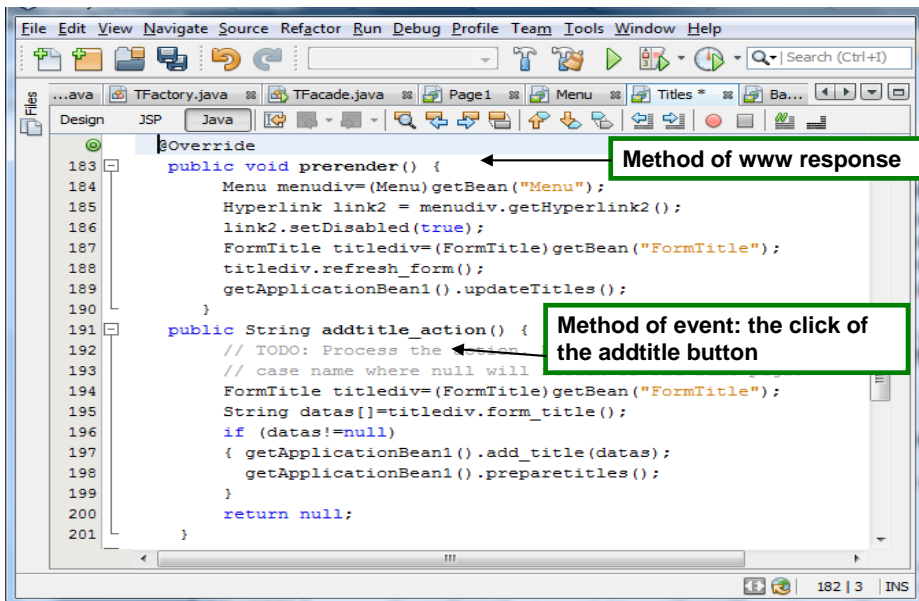 File Edit View Navigate Source Refactor Run Debug Profile Team Tools Window Help
Search (Ctrl+I)
Files
...ava TFactory.java TFacade.java Page1 Menu Titles * Ba...
Design JSP Java
@Override
183 public void prerender() {
Method of www response
184 Menu menudiv=(Menu)getBean("Menu");
185 Hyperlink link2 = menudiv.getHyperlink2();
186 link2.setDisabled(true);
187 FormTitle titlediv=(FormTitle)getBean("FormTitle");
188 titlediv.refresh_form();
189 getApplicationBean1().updateTitles();
190 }
191 public String addtitle_action() {
Method of event: the click of
the addtitle button
192 // TODO: Process the action
193 // case name where null will
194 FormTitle titlediv=(FormTitle)getBean("FormTitle");
195 String datas[]=titlediv.form_title();
196 if (datas!=null)
197 { getApplicationBean1().add_title(datas);
198 getApplicationBean1().preparetitles();
199 }
200 return null;
201 }
182 | 3 INS